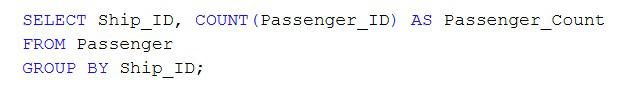 SELECT Ship_ID, COUNT(Passenger_ID) AS Passenger_Count
FROM Passenger
GROUP BY Ship_ID;